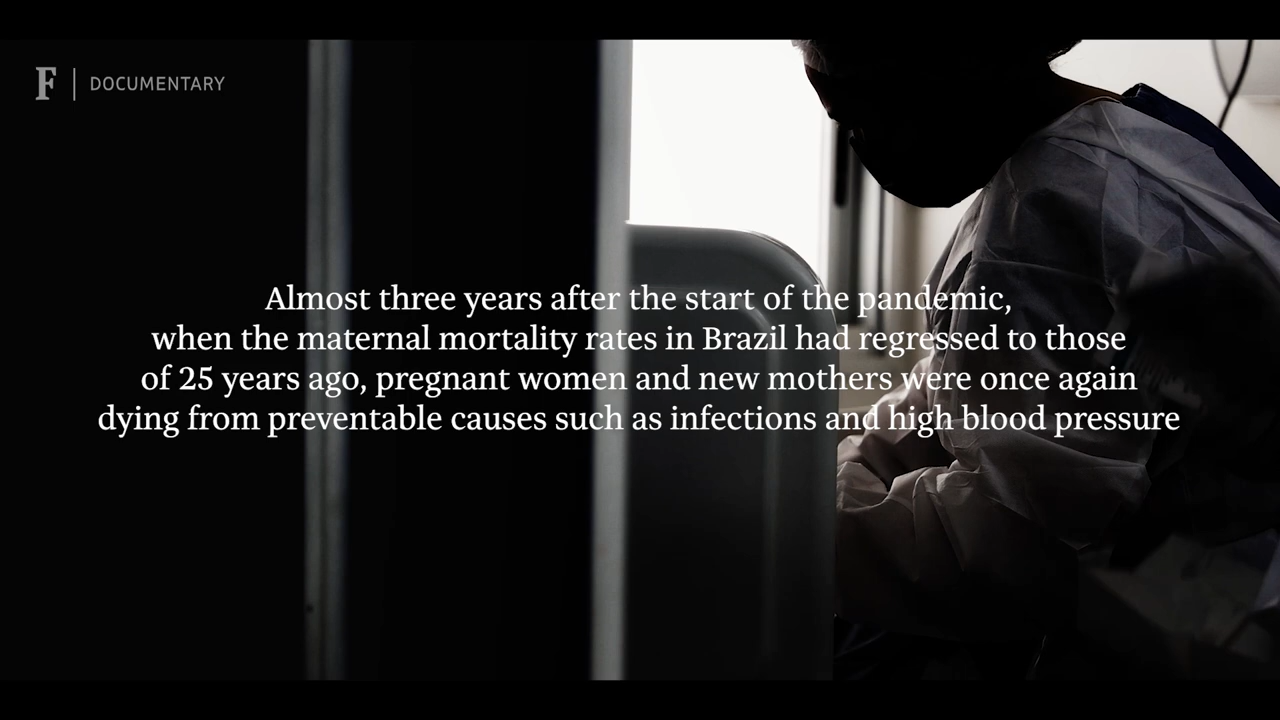 F | DOCUMENTARY
Almost three years after the start of the pandemic,
when the maternal mortality rates in Brazil had regressed to those
of 25 years ago, pregnant women and new mothers were once again
dying from preventable causes such as infections and high blood pressure